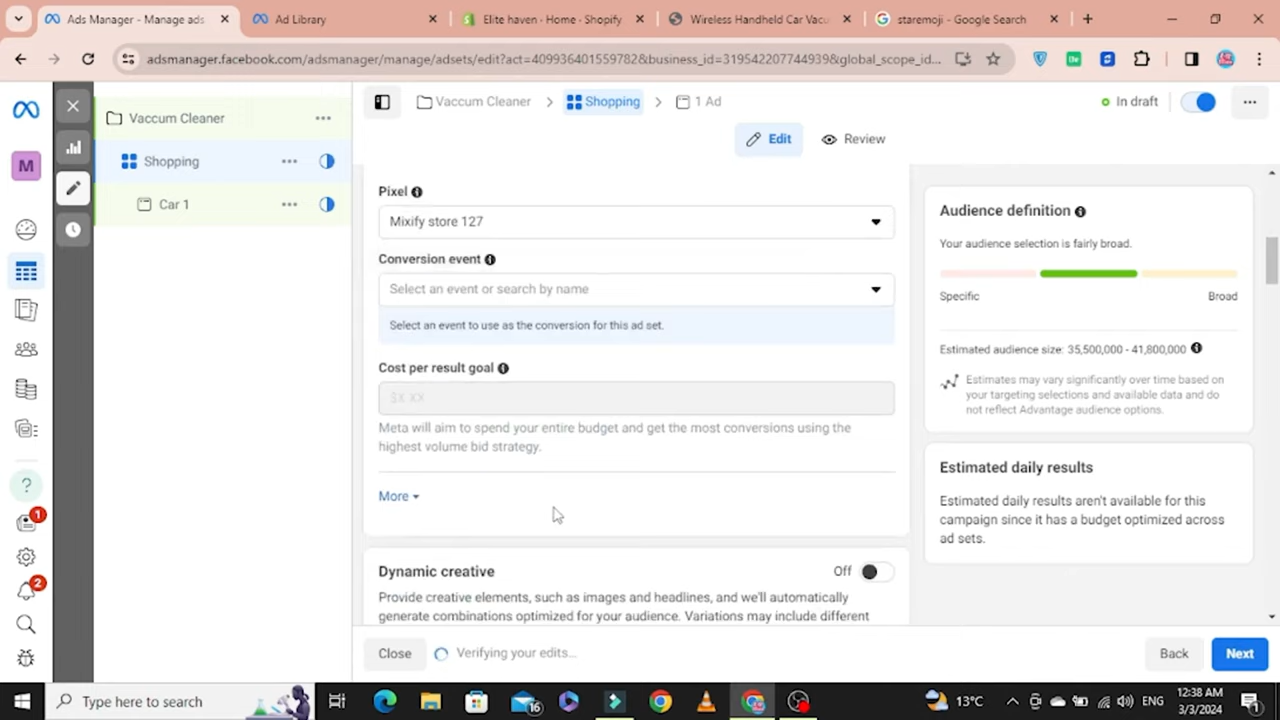 Ads Manager - Manage ads
Ad Library
Elite haven - Home - Shopify
Wireless Handheld Car Vacu
staremoji - Google Search
adsmanager.facebook.com/adsmanager/manage/adsets/edit?act=409936401559782&business_id=319542207744939&global_scope_id...
Vaccum Cleaner
Shopping
1 Ad
In draft
Edit
Review
Vaccum Cleaner
Shopping
Car 1
M
Pixel
Mixify store 127
Conversion event
Select an event or search by name
Select an event to use as the conversion for this ad set.
Cost per result goal
$X.XX
Meta will aim to spend your entire budget and get the most conversions using the
highest volume bid strategy.
More
Dynamic creative
Off
Provide creative elements, such as images and headlines, and we'll automatically
generate combinations optimized for your audience. Variations may include different
Audience definition
Your audience selection is fairly broad.
Specific
Broad
Estimated audience size: 35,500,000 - 41,800,000
Estimates may vary significantly over time based on
your targeting selections and available data and do
not reflect Advantage audience options.
Estimated daily results
Estimated daily results aren't available for this
campaign since it has a budget optimized across
ad sets.
1
2
Close
Verifying your edits...
Back
Next
Type here to search
16
13°C
ENG
12:38 AM
3/3/2024
1